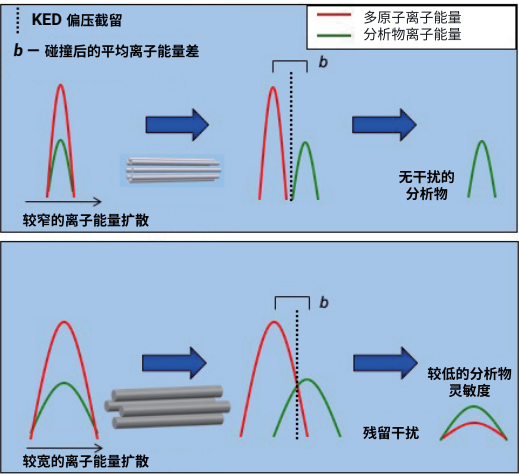 KED 偏压截留
b — 碰撞后的平均离子能量差
多原子离子能量
分析物离子能量
b
无干扰的
分析物
较窄的离子能量扩散
b
较低的分析物
灵敏度
残留干扰
较宽的离子能量扩散